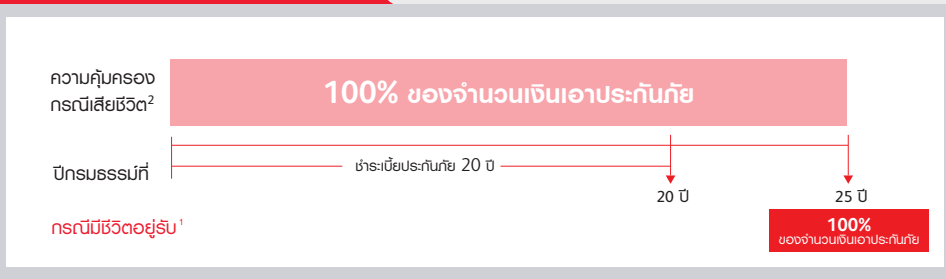 ความคุ้มครอง
กรณีเสียชีวิต²
100% ของจำนวนเงินเอาประกันภัย
ปีกรมธรรม์ที่
ชำระเบี้ยประกันภัย 20 ปี
20 ปี
25 ปี
กรณีมีชีวิตอยู่รับ¹
100%
ของจำนวนเงินเอาประกันภัย